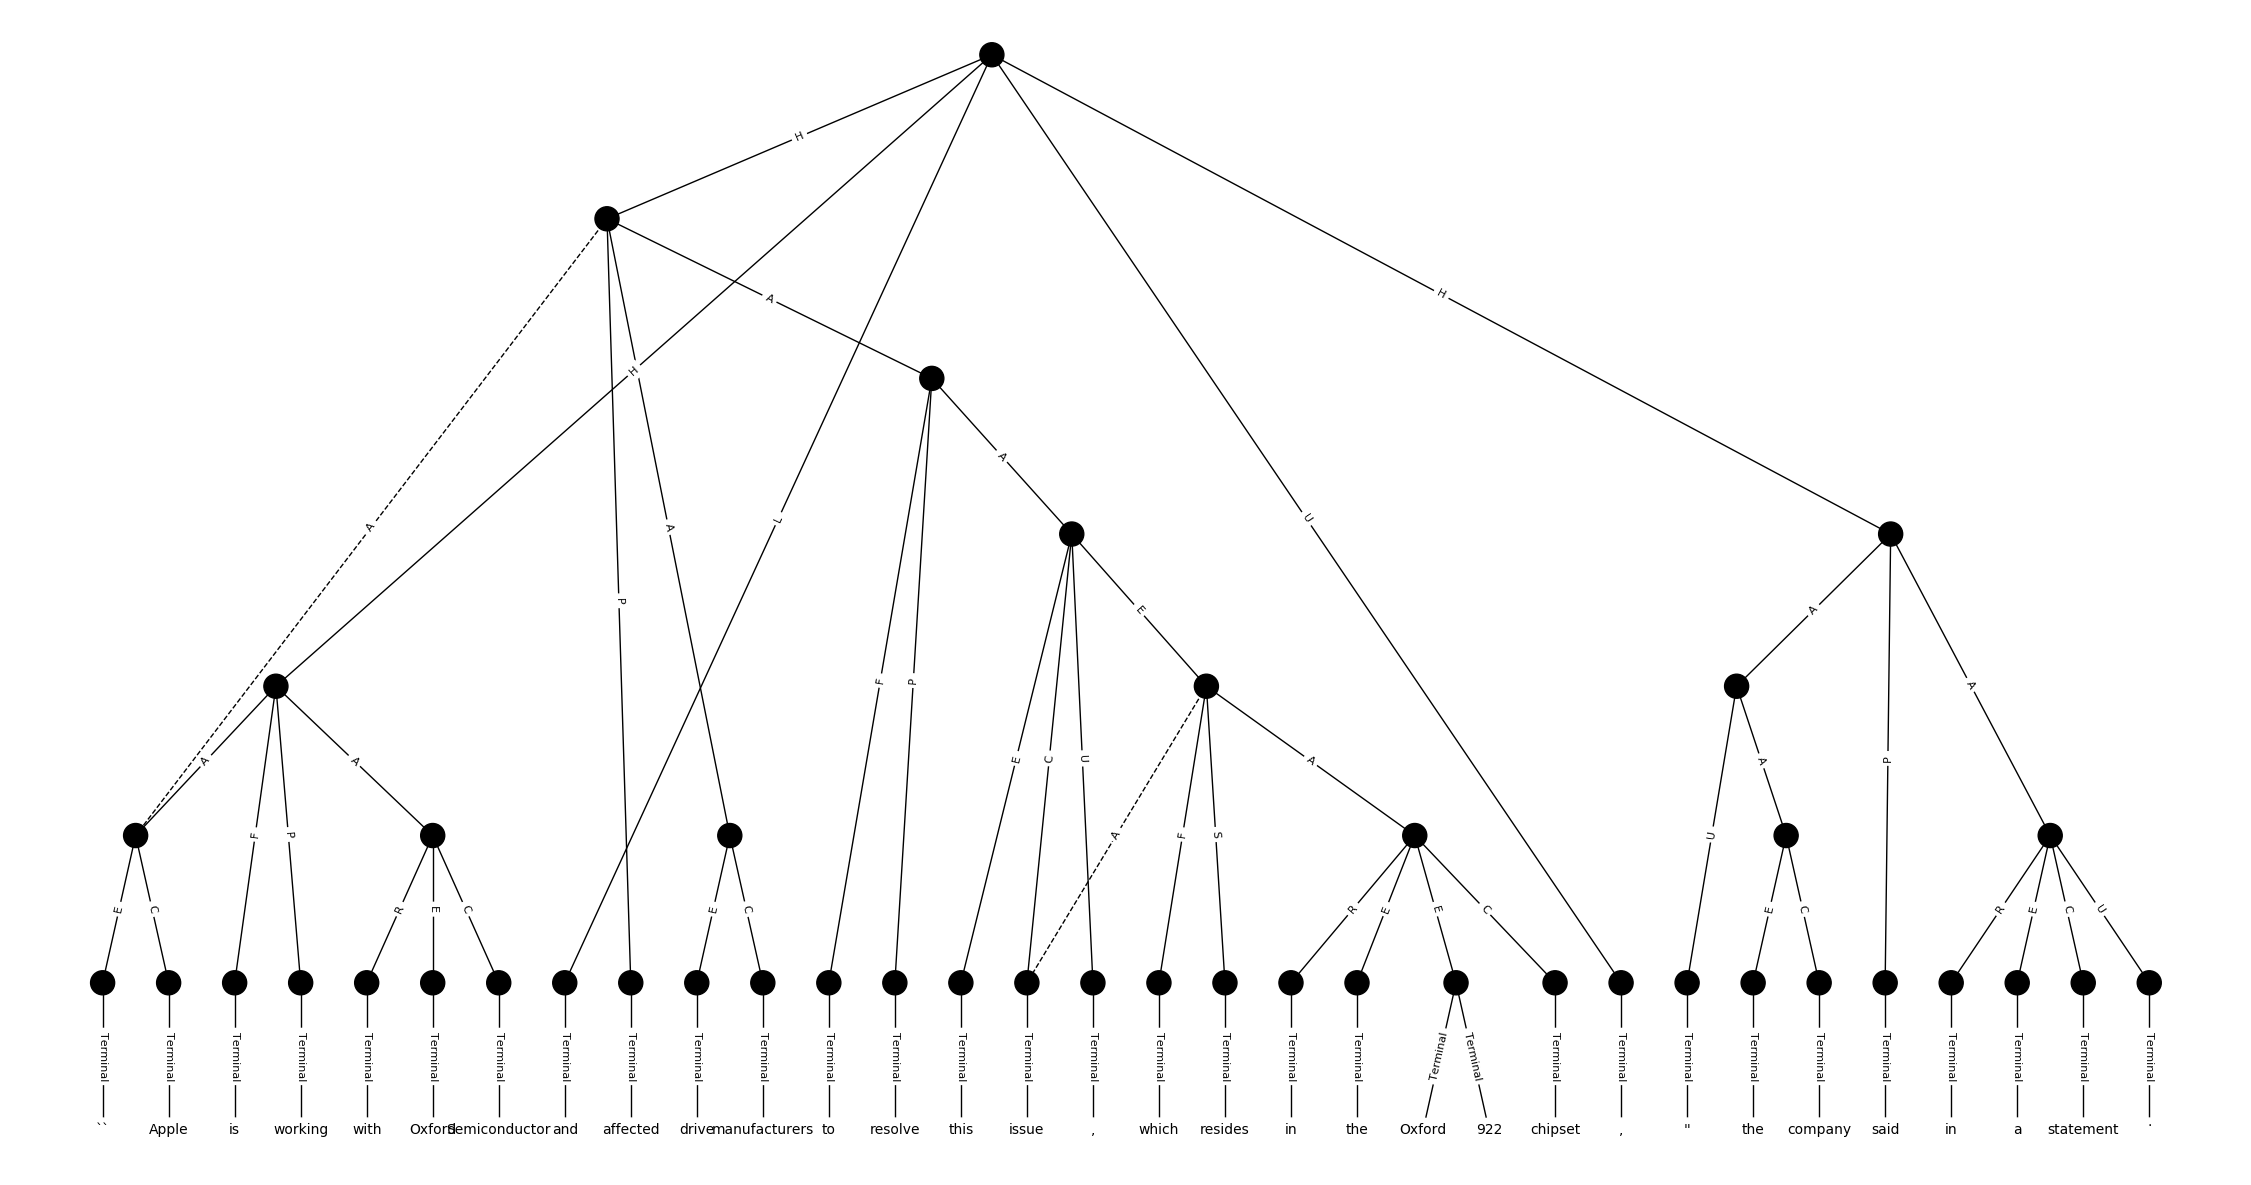 H
A
H
H
A
A
L
A
U
P
E
A
F
P
A
A
E
C
U
A
P
A
F
P
A
F
S
U
A
E
C
R
E
C
E
C
R
E
E
C
E
C
R
E
C
U
Terminal Terminal Terminal Terminal Terminal Terminal Terminal Terminal Terminal Terminal Terminal Terminal Terminal Terminal Terminal Terminal Terminal Terminal Terminal Terminal Terminal Terminal Terminal Terminal Terminal Terminal Terminal Terminal Terminal Terminal Terminal Terminal
`` Apple is working with Oxford Semiconductor and affected drive manufacturers to resolve this issue , which resides in the Oxford 922 chipset , " the company said in a statement .